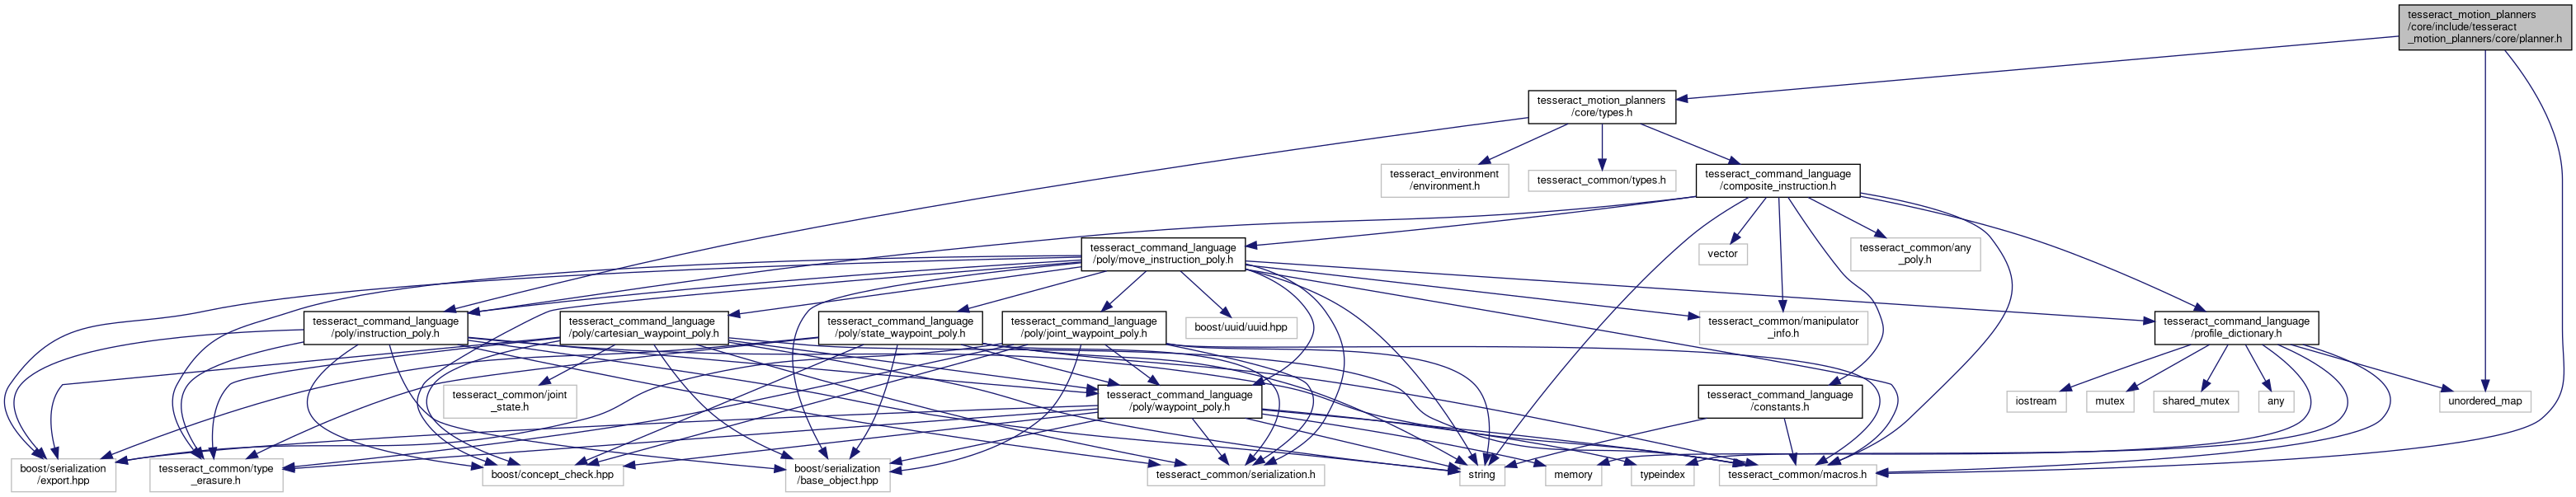 tesseract_motion_planners
/core/include/tesseract
_motion_planners/core/planner.h
tesseract_motion_planners
/core/types.h
tesseract_environment
/environment.h
tesseract_common/types.h
tesseract_command_language
/composite_instruction.h
tesseract_command_language
/poly/move_instruction_poly.h
vector
tesseract_common/any
_poly.h
tesseract_command_language
/poly/instruction_poly.h
tesseract_command_language
/poly/cartesian_waypoint_poly.h
tesseract_command_language
/poly/state_waypoint_poly.h
tesseract_command_language
/poly/joint_waypoint_poly.h
boost/uuid/uuid.hpp
tesseract_common/manipulator
_info.h
tesseract_command_language
/profile_dictionary.h
tesseract_common/joint
_state.h
tesseract_command_language
/poly/waypoint_poly.h
tesseract_command_language
/constants.h
iostream
mutex
shared_mutex
any
unordered_map
boost/serialization
/export.hpp
tesseract_common/type
_erasure.h
boost/concept_check.hpp
boost/serialization
/base_object.hpp
tesseract_common/serialization.h
string
memory
typeindex
tesseract_common/macros.h